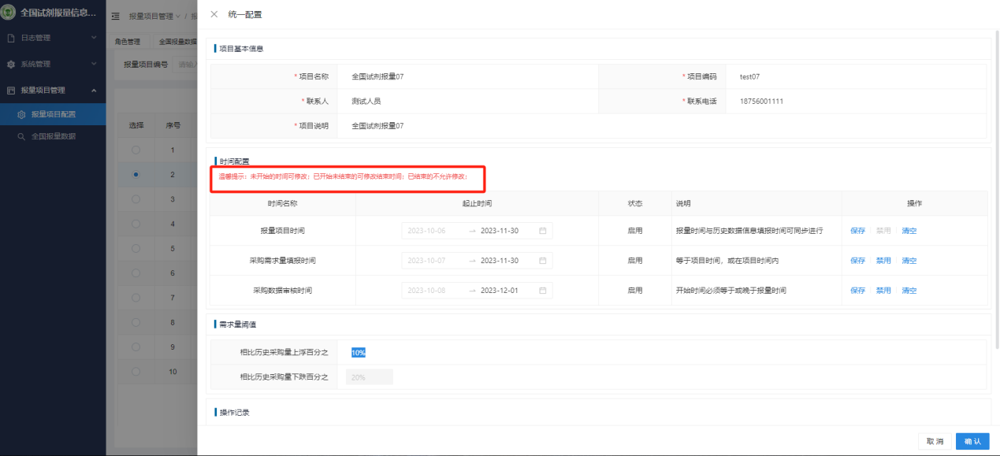 全国试剂报量信息...
日志管理
系统管理
报量项目管理
报量项目配置
全国报量数据
报量项目管理 / 报
角色管理 全国报量数据
报量项目编号 请输入
选择 序号
1
2
3
4
5
6
7
8
9
10
统一配置
项目基本信息
* 项目名称 全国试剂报量07 * 项目编码 test07
* 联系人 测试人员 * 联系电话 18756001111
* 项目说明 全国试剂报量07
时间配置
温馨提示：未开始的时间可修改；已开始未结束的可修改结束时间；已结束的不允许修改；
时间名称 起止时间 状态 说明 操作
报量项目时间 2023-10-06 → 2023-11-30 启用 报量时间与历史数据信息填报时间可同步进行 保存 禁用 清空
采购需求量填报时间 2023-10-07 → 2023-11-30 启用 等于项目时间，或在项目时间内 保存 禁用 清空
采购数据审核时间 2023-10-08 → 2023-12-01 启用 开始时间必须等于或晚于报量时间 保存 禁用 清空
需求量阈值
相比历史采购量上浮百分之 10%
相比历史采购量下跌百分之 20%
操作记录
取 消 确 认